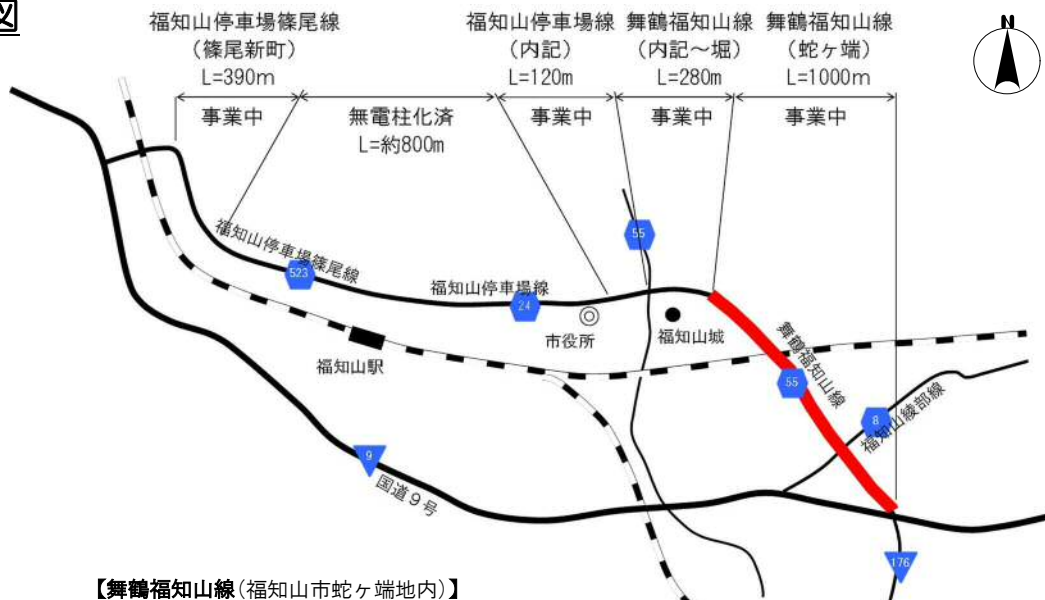 図
福知山停車場篠尾線
（篠尾新町）
L=390ｍ
事業中
無電柱化済
L=約800m
福知山停車場線
（内記）
L=120m
事業中
舞鶴福知山線
（内記～堀）
L=280m
事業中
舞鶴福知山線
（蛇ヶ端）
L=1000ｍ
事業中
N
55
福知山停車場篠尾線
523
福知山停車場線
24
市役所
福知山城
福知山駅
舞鶴福知山線
55
8
福知山綾部線
9
国道９号
176
【舞鶴福知山線(福知山市蛇ヶ端地内)】